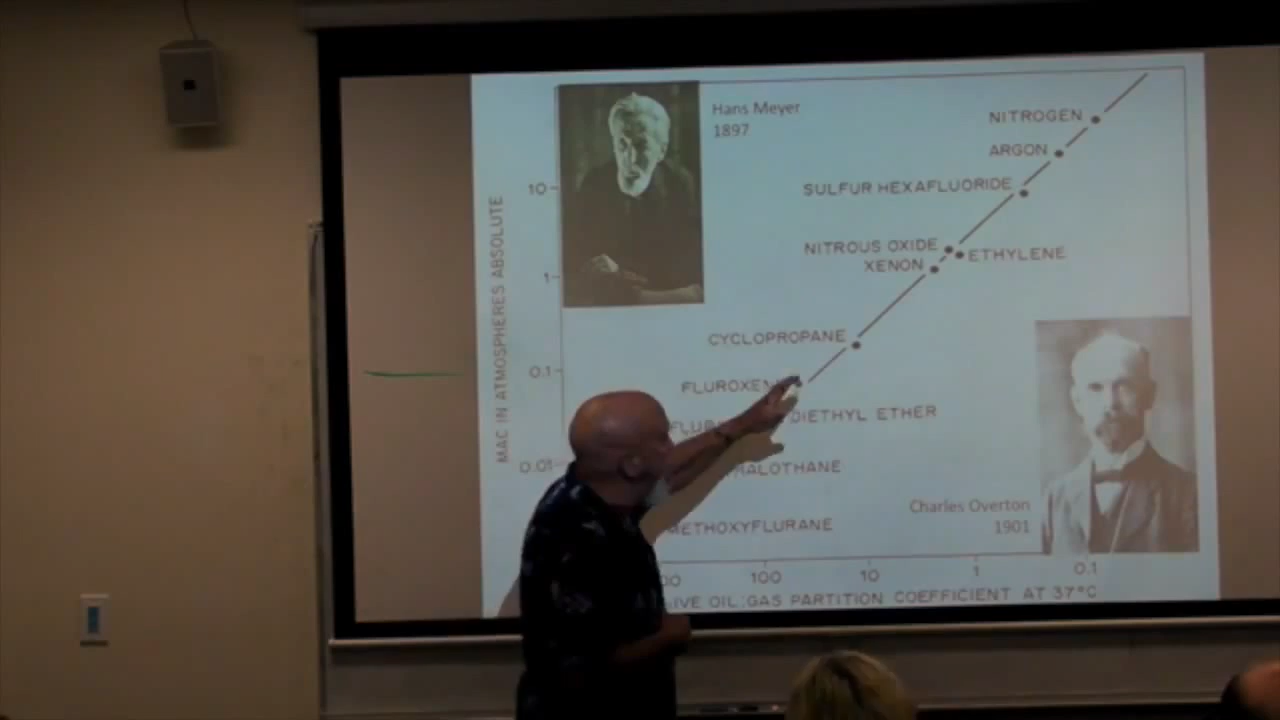 Hans Meyer
1897
NITROGEN
ARGON
SULFUR HEXAFLUORIDE
10
NITROUS OXIDE
ETHYLENE
XENON
1
MAC IN ATMOSPHERES ABSOLUTE
CYCLOPROPANE
0.1
DIETHYL ETHER
0.01
HALOTHANE
Charles Overton
1901
METHOXYFLURANE
100
10
1
0.1
OIL:GAS PARTITION COEFFICIENT AT 37°C